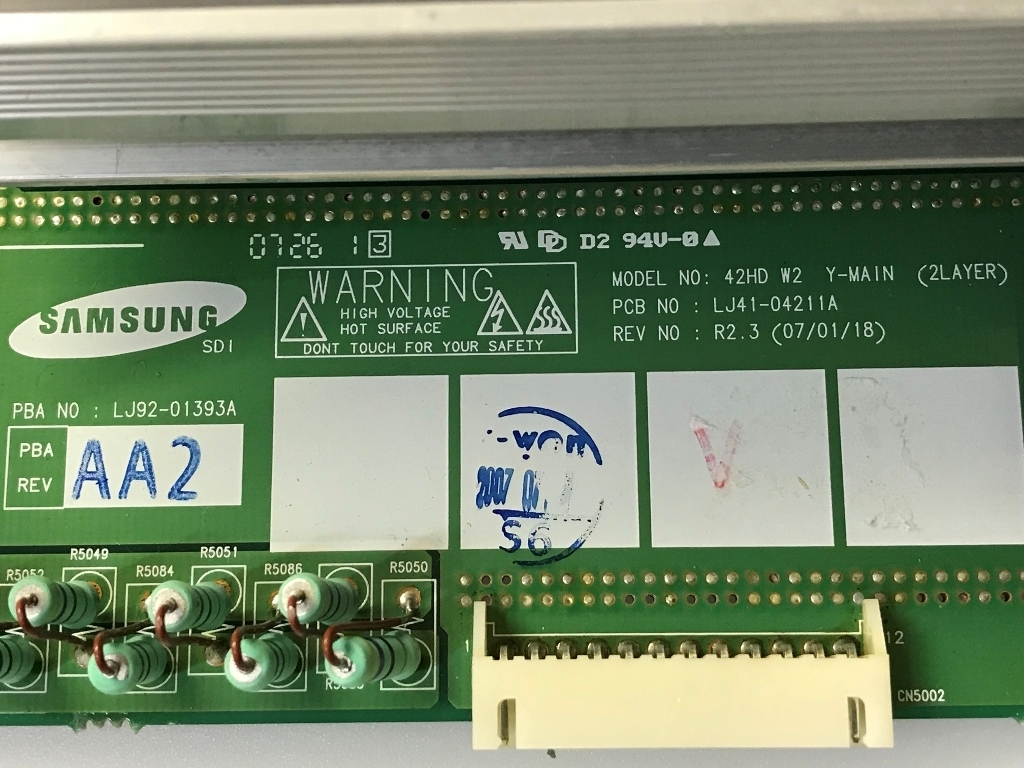 0726 1 3
D2 94V-0
SAMSUNG
SDI
WARNING
HIGH VOLTAGE
HOT SURFACE
DONT TOUCH FOR YOUR SAFETY
MODEL NO: 42HD W2 Y-MAIN (2LAYER)
PCB NO : LJ41-04211A
REV NO : R2.3 (07/01/18)
PBA NO : LJ92-01393A
PBA
REV
AA2
2007
S6
V
R5049
R5051
R5084
R5086
R5050
12
CN5002